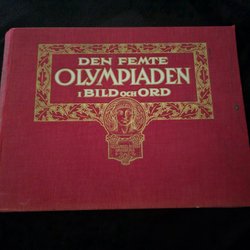 DEN FEMTE
OLYMPIADEN
I BILD OCH ORD